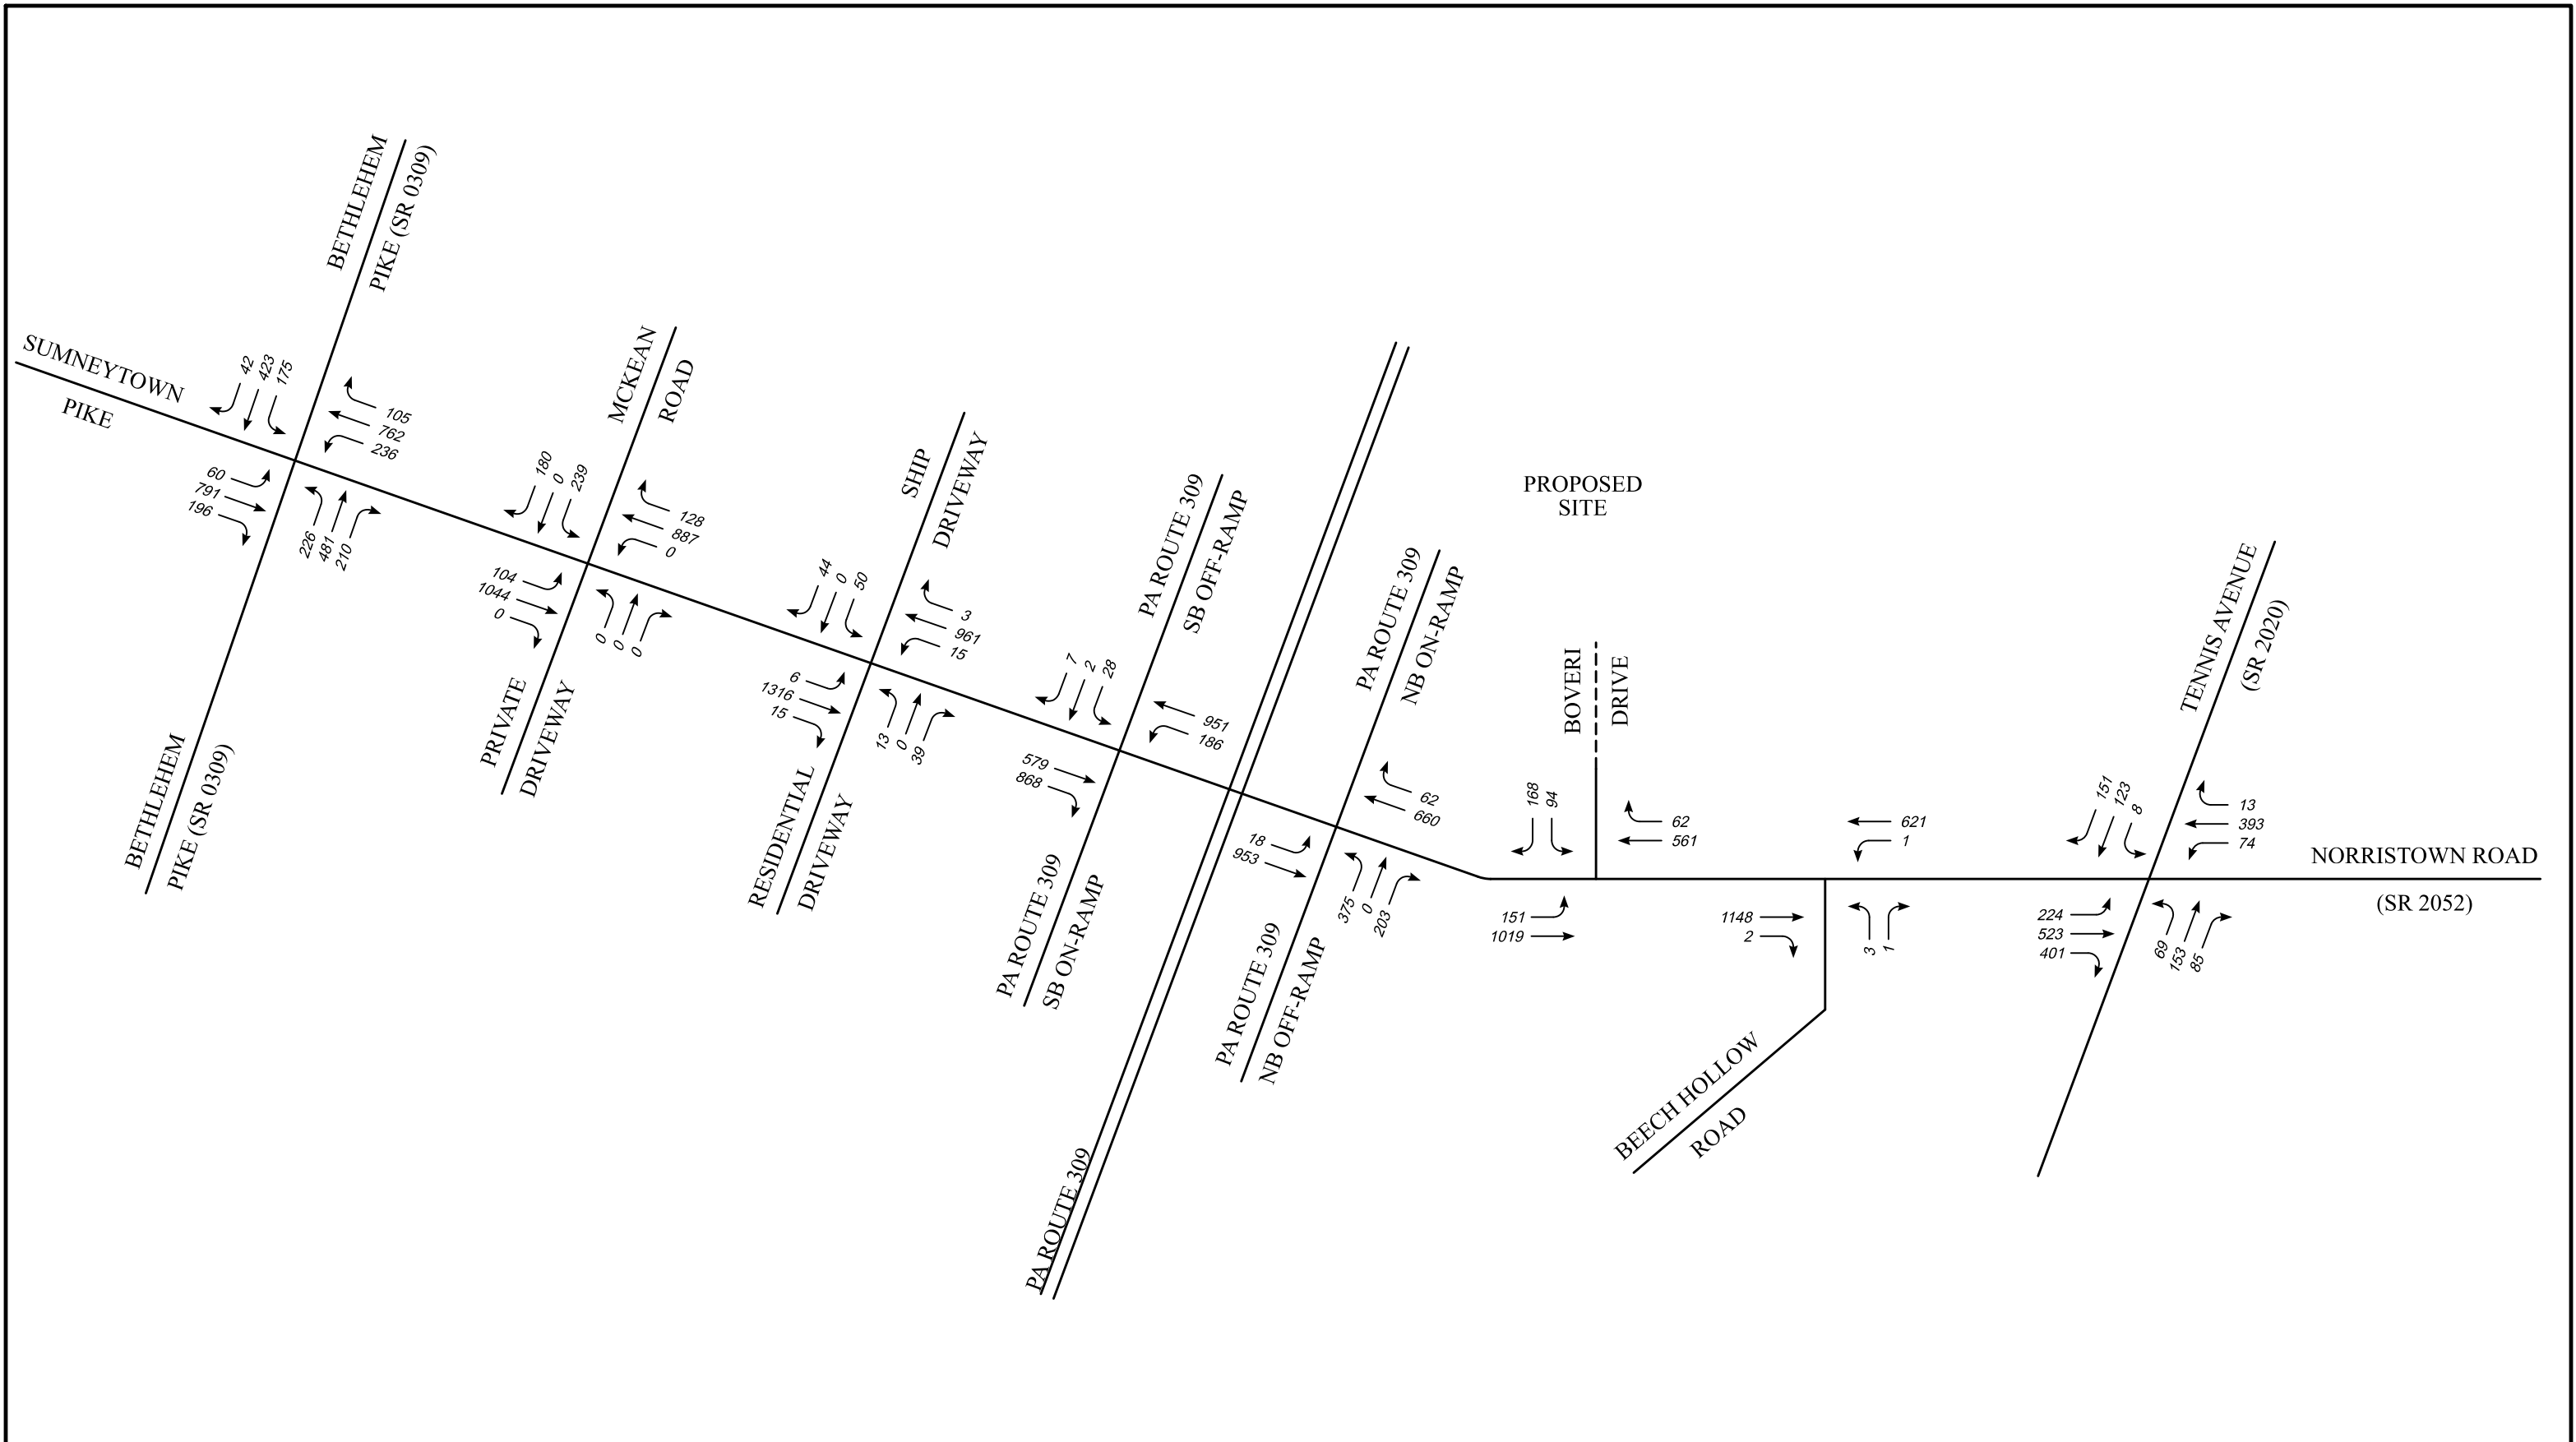 BETHLEHEM
PIKE (SR 0309)
SUMNEYTOWN
PIKE
42
423
175
105
762
236
60
791
196
226
481
210
BETHLEHEM
PIKE (SR 0309)
MCKEAN
ROAD
180
0
239
128
887
0
104
1044
0
0
0
0
PRIVATE
DRIVEWAY
SHIP
DRIVEWAY
44
0
50
3
961
15
6
1316
15
13
0
39
RESIDENTIAL
DRIVEWAY
PA ROUTE 309
SB OFF-RAMP
7
2
28
951
186
579
868
PA ROUTE 309
SB ON-RAMP
PA ROUTE 309
PA ROUTE 309
NB ON-RAMP
62
660
18
953
375
0
203
PA ROUTE 309
NB OFF-RAMP
PROPOSED
SITE
BOVERI
DRIVE
168
94
62
561
151
1019
621
1
1148
2
3
1
BEECH HOLLOW
ROAD
TENNIS AVENUE
(SR 2020)
151
123
8
13
393
74
224
523
401
69
153
85
NORRISTOWN ROAD
(SR 2052)